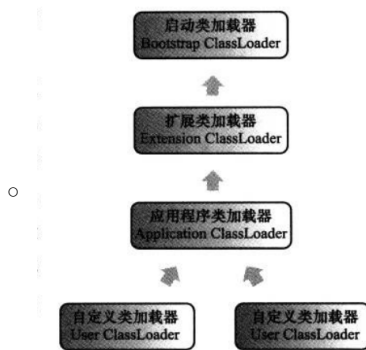 启动类加载器
Bootstrap ClassLoader
扩展类加载器
Extension ClassLoader
应用程序类加载器
Application ClassLoader
自定义类加载器
User ClassLoader
自定义类加载器
User ClassLoader